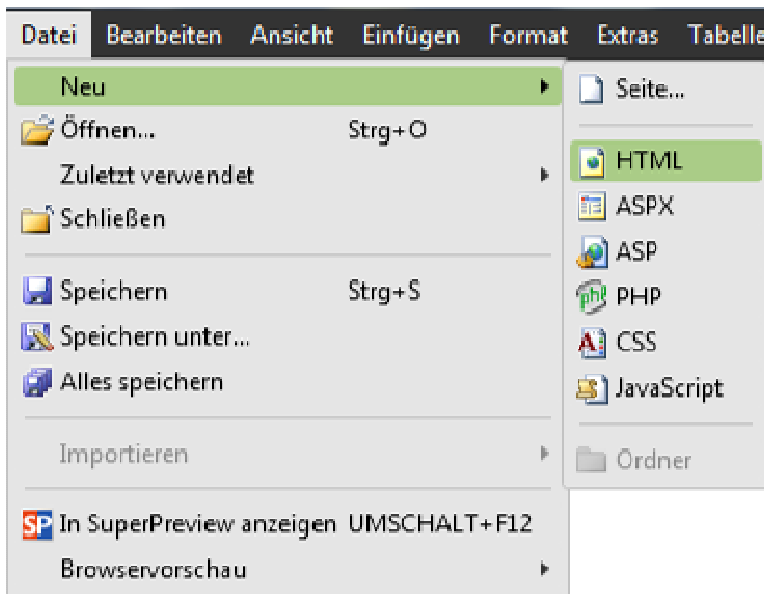 Datei Bearbeiten Ansicht Einfügen Format Extras Tabelle
Neu
Öffnen... Strg+O
Zuletzt verwendet
Schließen
Speichern Strg+S
Speichern unter...
Alles speichern
Importieren
SP In SuperPreview anzeigen UMSCHALT+F12
Browservorschau
Seite...
HTML
ASPX
ASP
php PHP
A CSS
JavaScript
Ordner